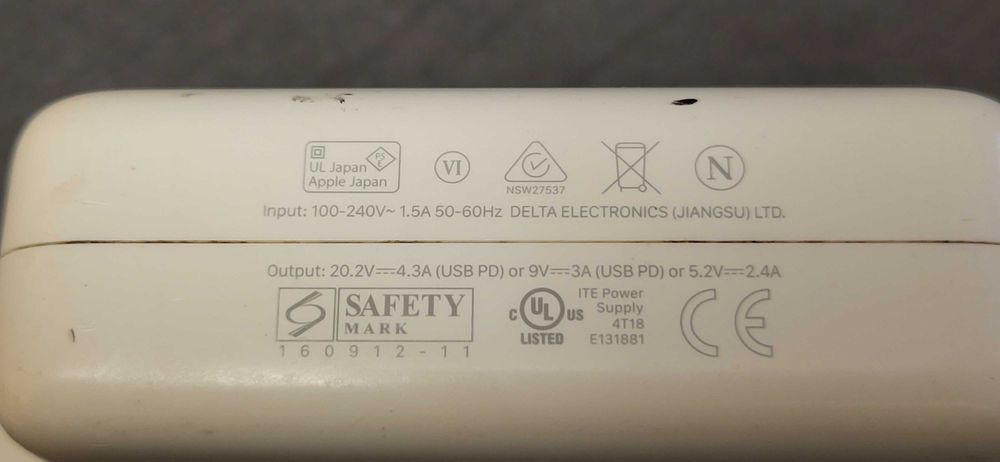 UL Japan PS E
Apple Japan
VI
NSW27537
N
Input: 100-240V~ 1.5A 50-60Hz DELTA ELECTRONICS (JIANGSU) LTD.
Output: 20.2V⎓4.3A (USB PD) or 9V⎓3A (USB PD) or 5.2V⎓2.4A
SAFETY
MARK
160912-11
C UL US
LISTED
ITE Power
Supply
4T18
E131881
CE